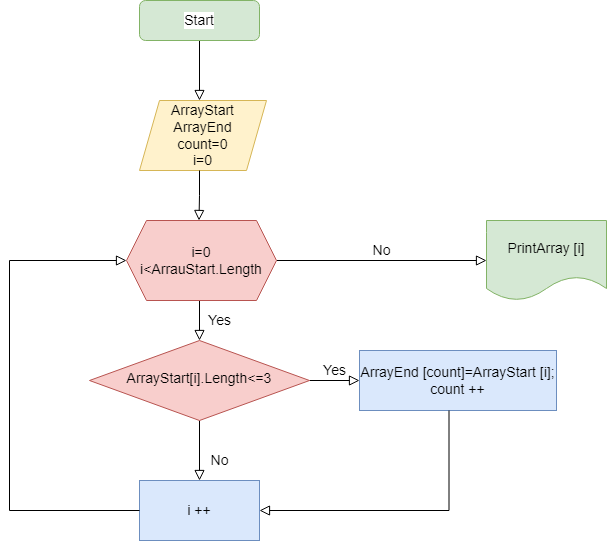 Start
ArrayStart
ArrayEnd
count=0
i=0
i=0
i<ArrauStart.Length
No
PrintArray [i]
Yes
ArrayStart[i].Length<=3
Yes
ArrayEnd [count]=ArrayStart [i];
count ++
No
i ++